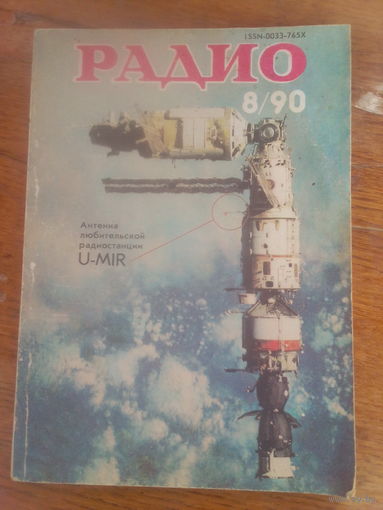 ISSN-0033-765X
РАДИО
8/90
Антенна
любительской
радиостанции
U-MIR